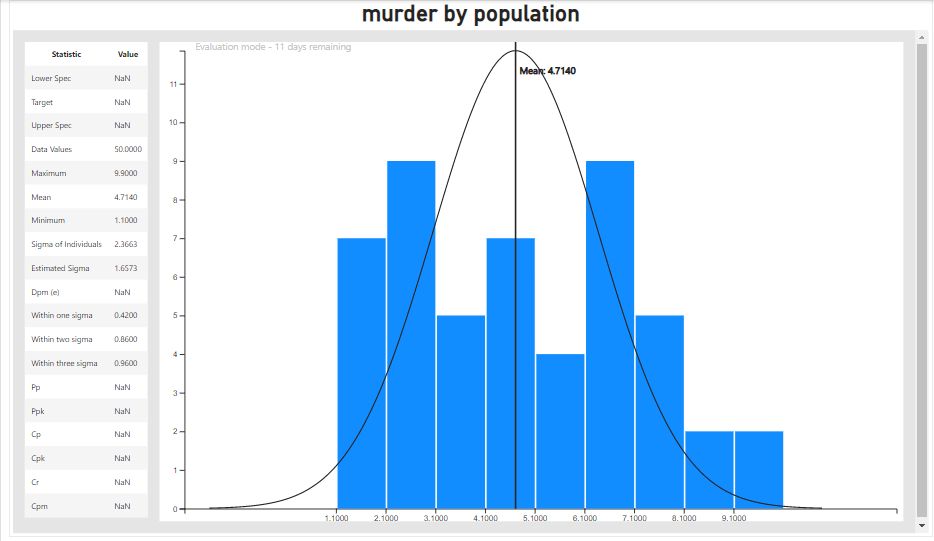 murder by population
Evaluation mode - 11 days remaining
Statistic Value
Lower Spec NaN
Target NaN
Upper Spec NaN
Data Values 50.0000
Maximum 9.9000
Mean 4.7140
Minimum 1.1000
Sigma of Individuals 2.3663
Estimated Sigma 1.6573
Dpm (e) NaN
Within one sigma 0.4200
Within two sigma 0.8600
Within three sigma 0.9600
Pp NaN
Ppk NaN
Cp NaN
Cpk NaN
Cr NaN
Cpm NaN
Mean: 4.7140
11
10
9
8
7
6
5
4
3
2
1
0
1.1000 2.1000 3.1000 4.1000 5.1000 6.1000 7.1000 8.1000 9.1000